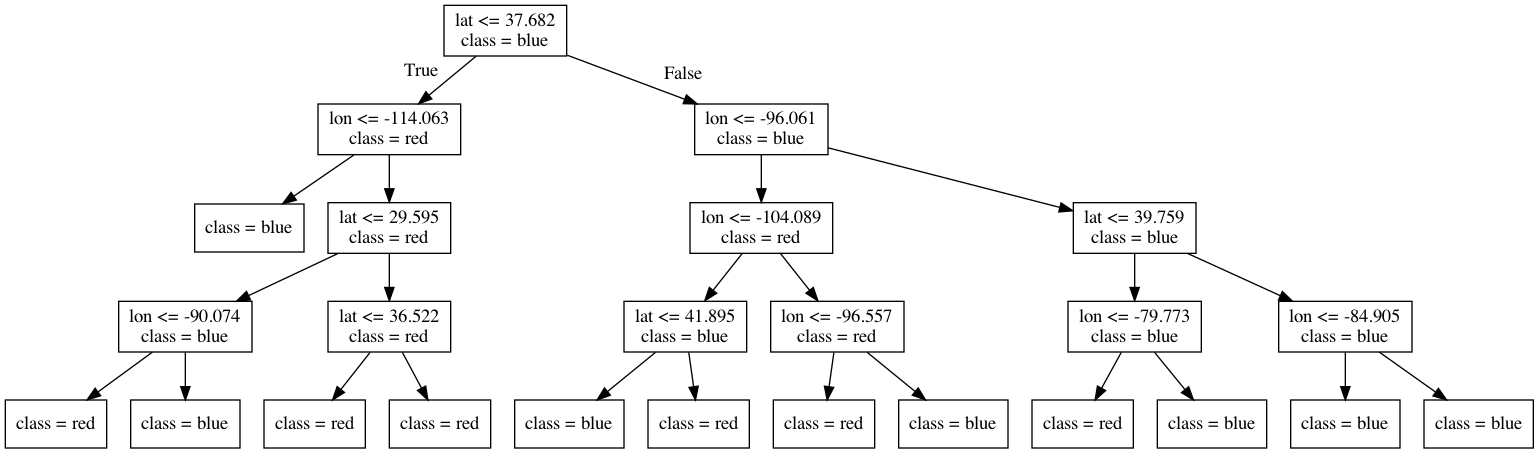 lat <= 37.682
class = blue
True
False
lon <= -114.063
class = red
lon <= -96.061
class = blue
class = blue
lat <= 29.595
class = red
lon <= -104.089
class = red
lat <= 39.759
class = blue
lon <= -90.074
class = blue
lat <= 36.522
class = red
lat <= 41.895
class = blue
lon <= -96.557
class = red
lon <= -79.773
class = blue
lon <= -84.905
class = blue
class = red
class = blue
class = red
class = red
class = blue
class = red
class = red
class = blue
class = red
class = blue
class = blue
class = blue